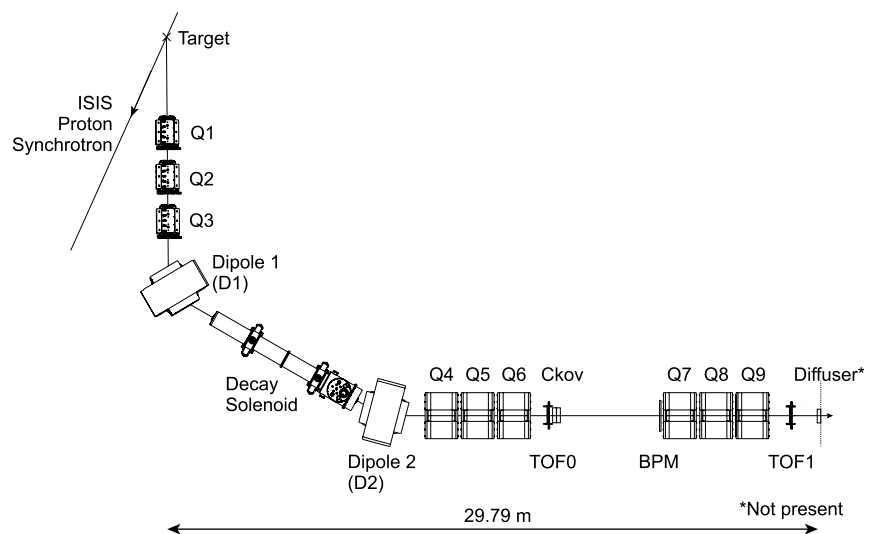 Target
ISIS
Proton
Synchrotron
Q1
Q2
Q3
Dipole 1
(D1)
Decay
Solenoid
Dipole 2
(D2)
Q4 Q5 Q6 Ckov
Q7 Q8 Q9 Diffuser*
TOF0
BPM
TOF1
*Not present
29.79 m